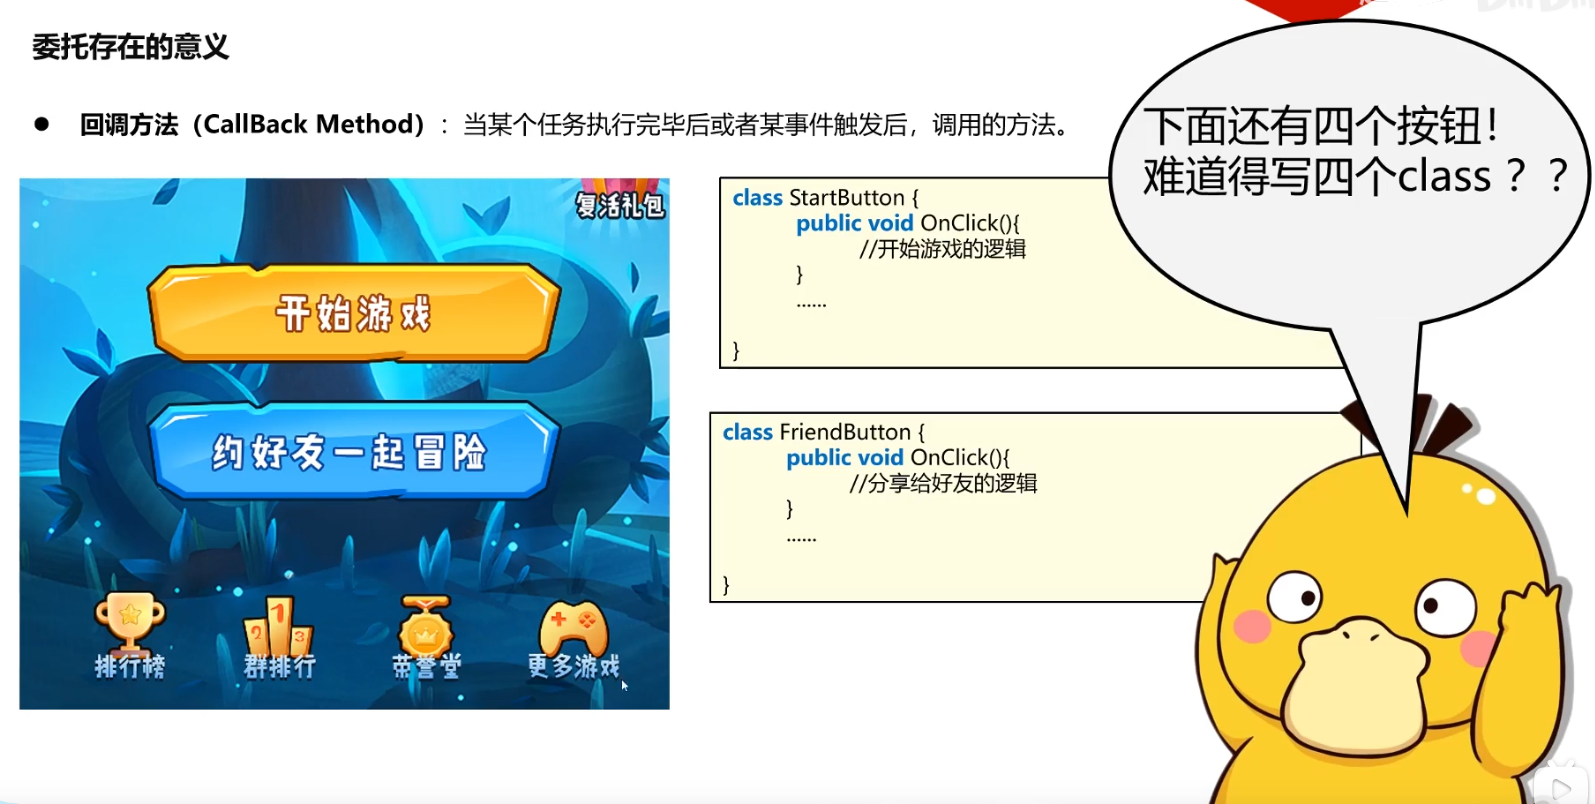 委托存在的意义
● 回调方法（CallBack Method）：当某个任务执行完毕后或者某事件触发后，调用的方法。
下面还有四个按钮！
难道得写四个class？？
复活礼包
开始游戏
约好友一起冒险
1
2 3
排行榜 群排行 荣誉堂 更多游戏
class StartButton {
public void OnClick(){
//开始游戏的逻辑
}
......
}
class FriendButton {
public void OnClick(){
//分享给好友的逻辑
}
......
}